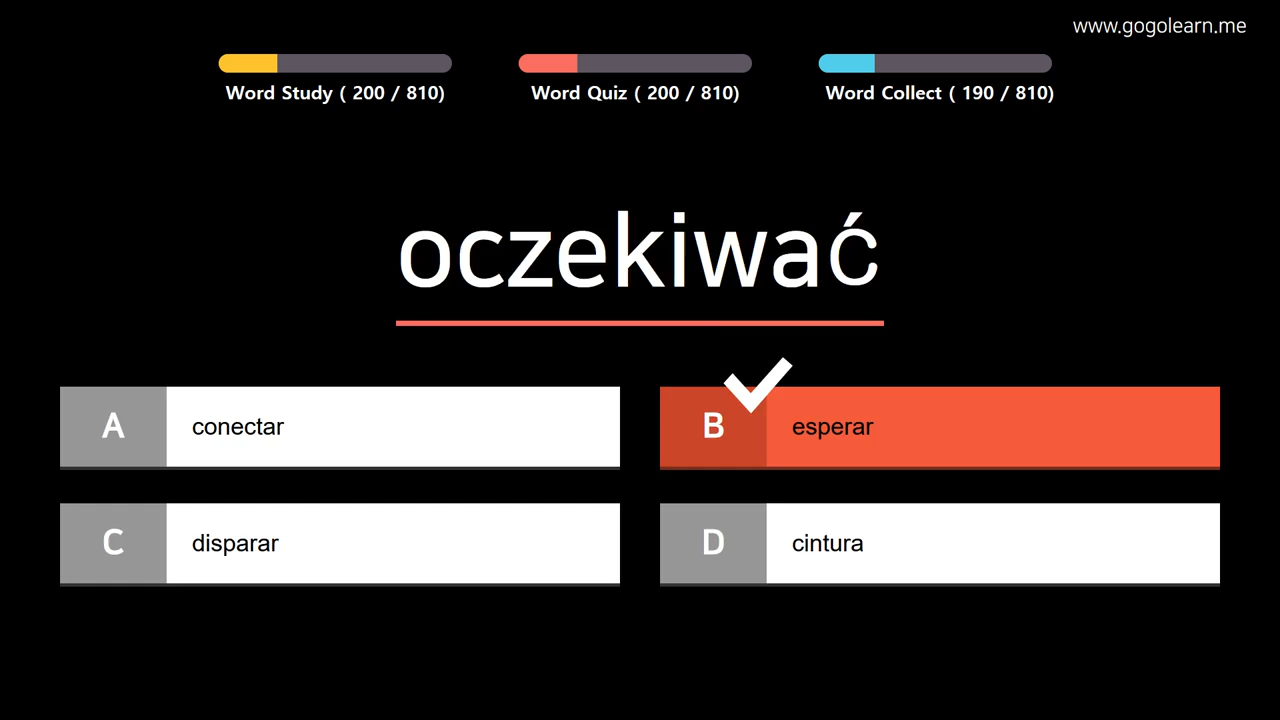 www.gogolearn.me
Word Study ( 200 / 810)
Word Quiz ( 200 / 810)
Word Collect ( 190 / 810)
oczekiwać
A conectar
B esperar
C disparar
D cintura